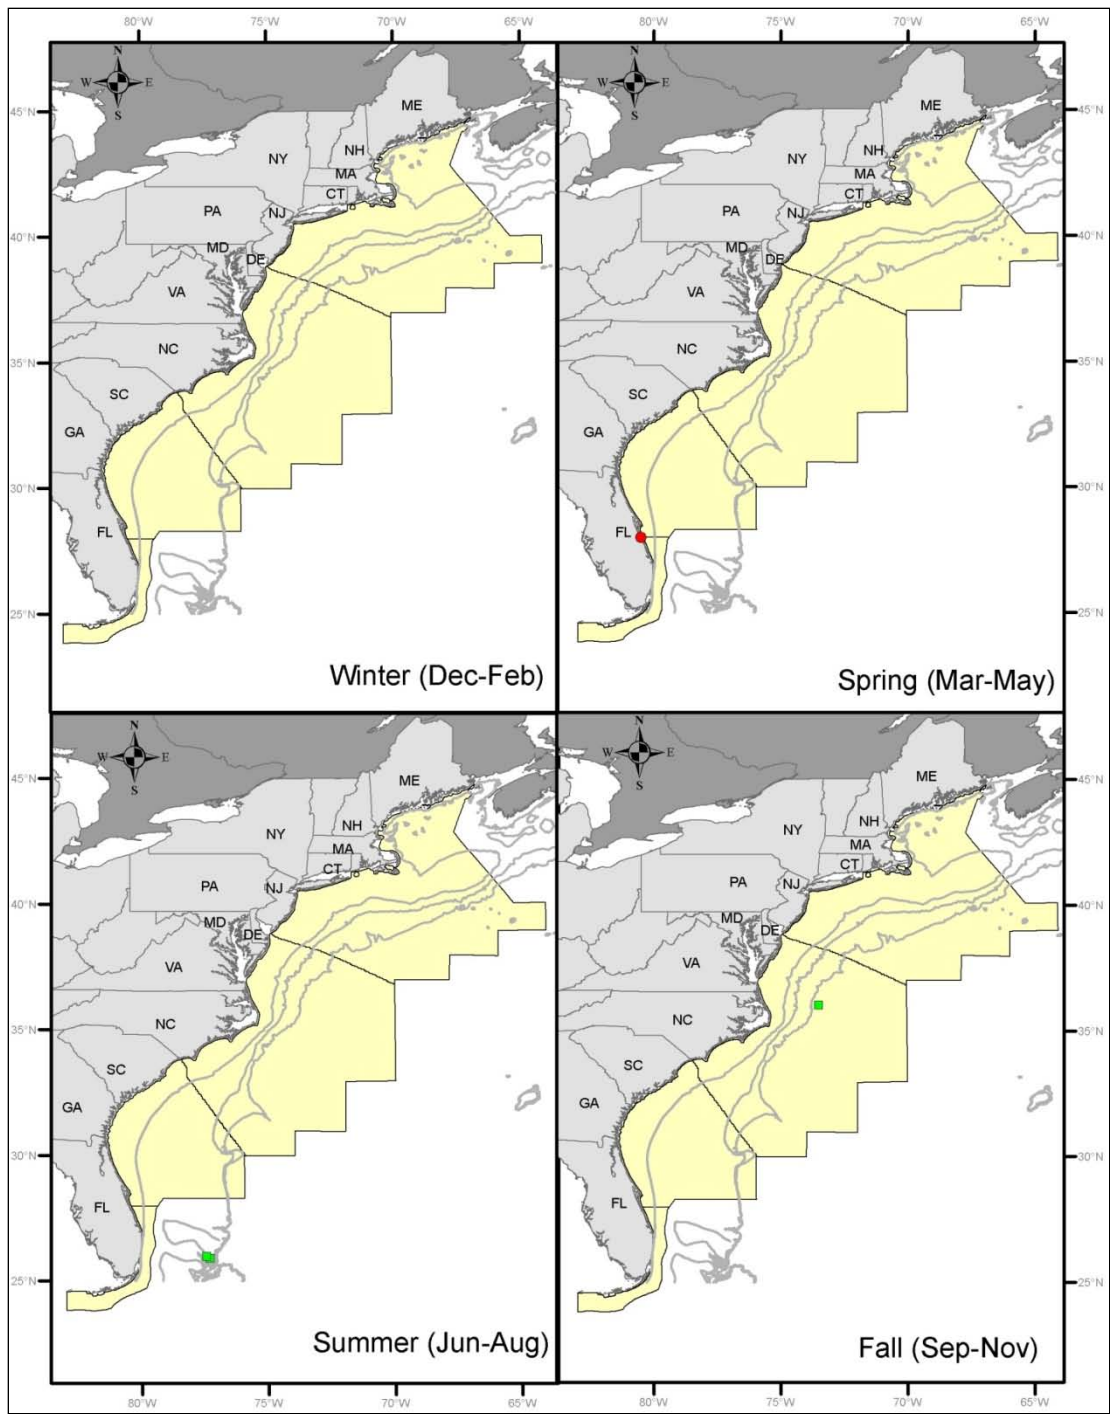 80°W 75°W 70°W 65°W 80°W 75°W 70°W 65°W
N
W E
S
45°N
40°N
35°N
30°N
25°N
ME
NH
NY
MA
CT
PA
NJ
MD
DE
VA
NC
SC
GA
FL
Winter (Dec-Feb)
N
W E
S
ME
NH
NY
MA
CT
PA
NJ
MD
DE
VA
NC
SC
GA
FL
45°N
40°N
35°N
30°N
25°N
Spring (Mar-May)
N
W E
S
45°N
40°N
35°N
30°N
25°N
ME
NH
NY
MA
CT
PA
NJ
MD
DE
VA
NC
SC
GA
FL
Summer (Jun-Aug)
N
W E
S
ME
NH
NY
MA
CT
PA
NJ
MD
DE
VA
NC
SC
GA
FL
45°N
40°N
35°N
30°N
25°N
Fall (Sep-Nov)
80°W 75°W 70°W 65°W 80°W 75°W 70°W 65°W